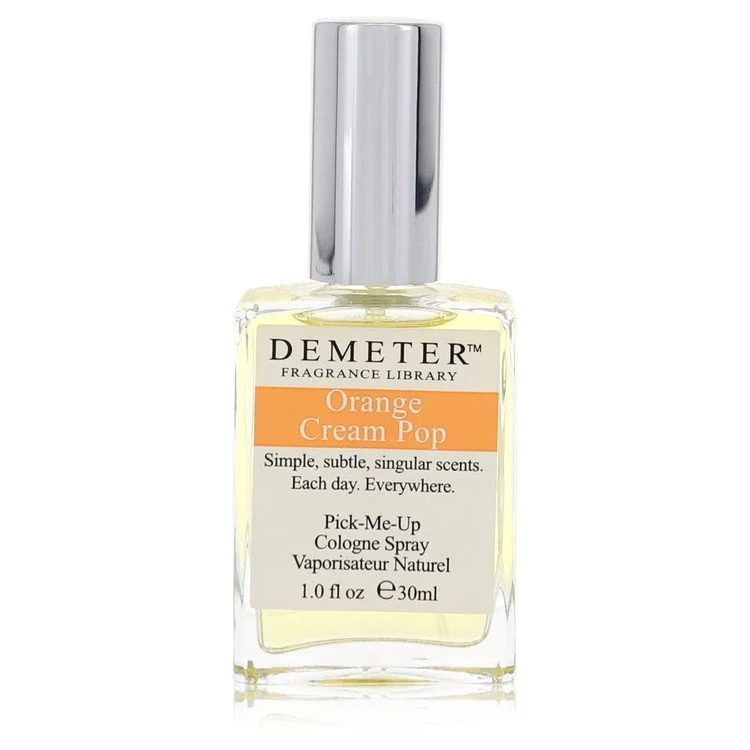 DEMETER™
FRAGRANCE LIBRARY
Orange
Cream Pop
Simple, subtle, singular scents.
Each day. Everywhere.
Pick-Me-Up
Cologne Spray
Vaporisateur Naturel
1.0 fl oz ℮30ml